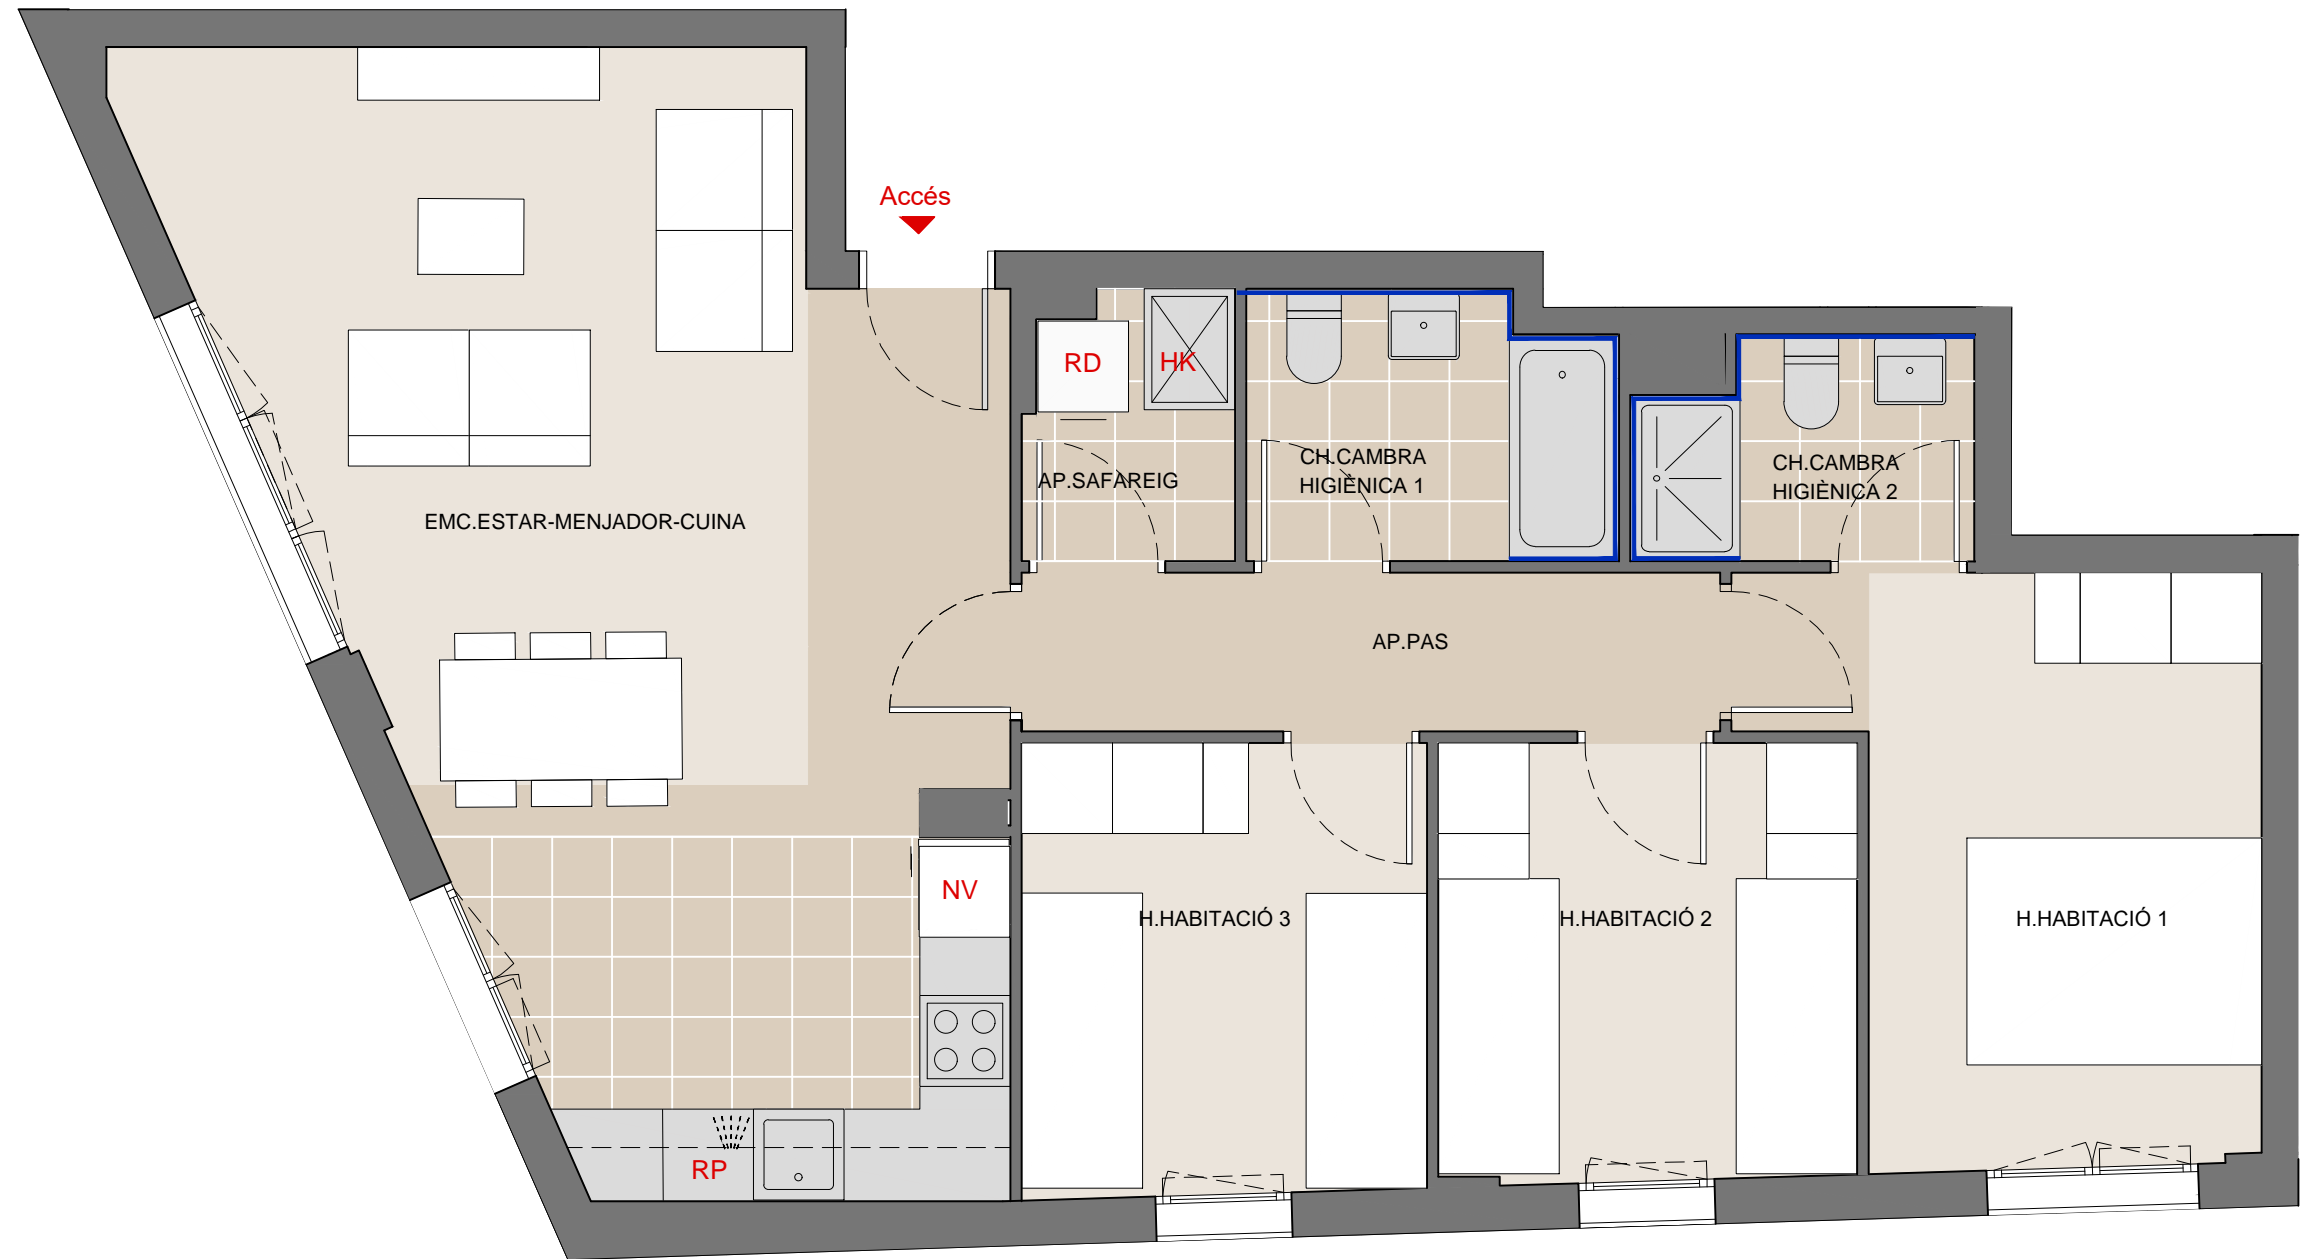 Accés
RD
HK
AP.SAFAREIG
CH.CAMBRA
HIGIÈNICA 1
CH.CAMBRA
HIGIÈNICA 2
EMC.ESTAR-MENJADOR-CUINA
AP.PAS
NV
H.HABITACIÓ 3
H.HABITACIÓ 2
H.HABITACIÓ 1
RP